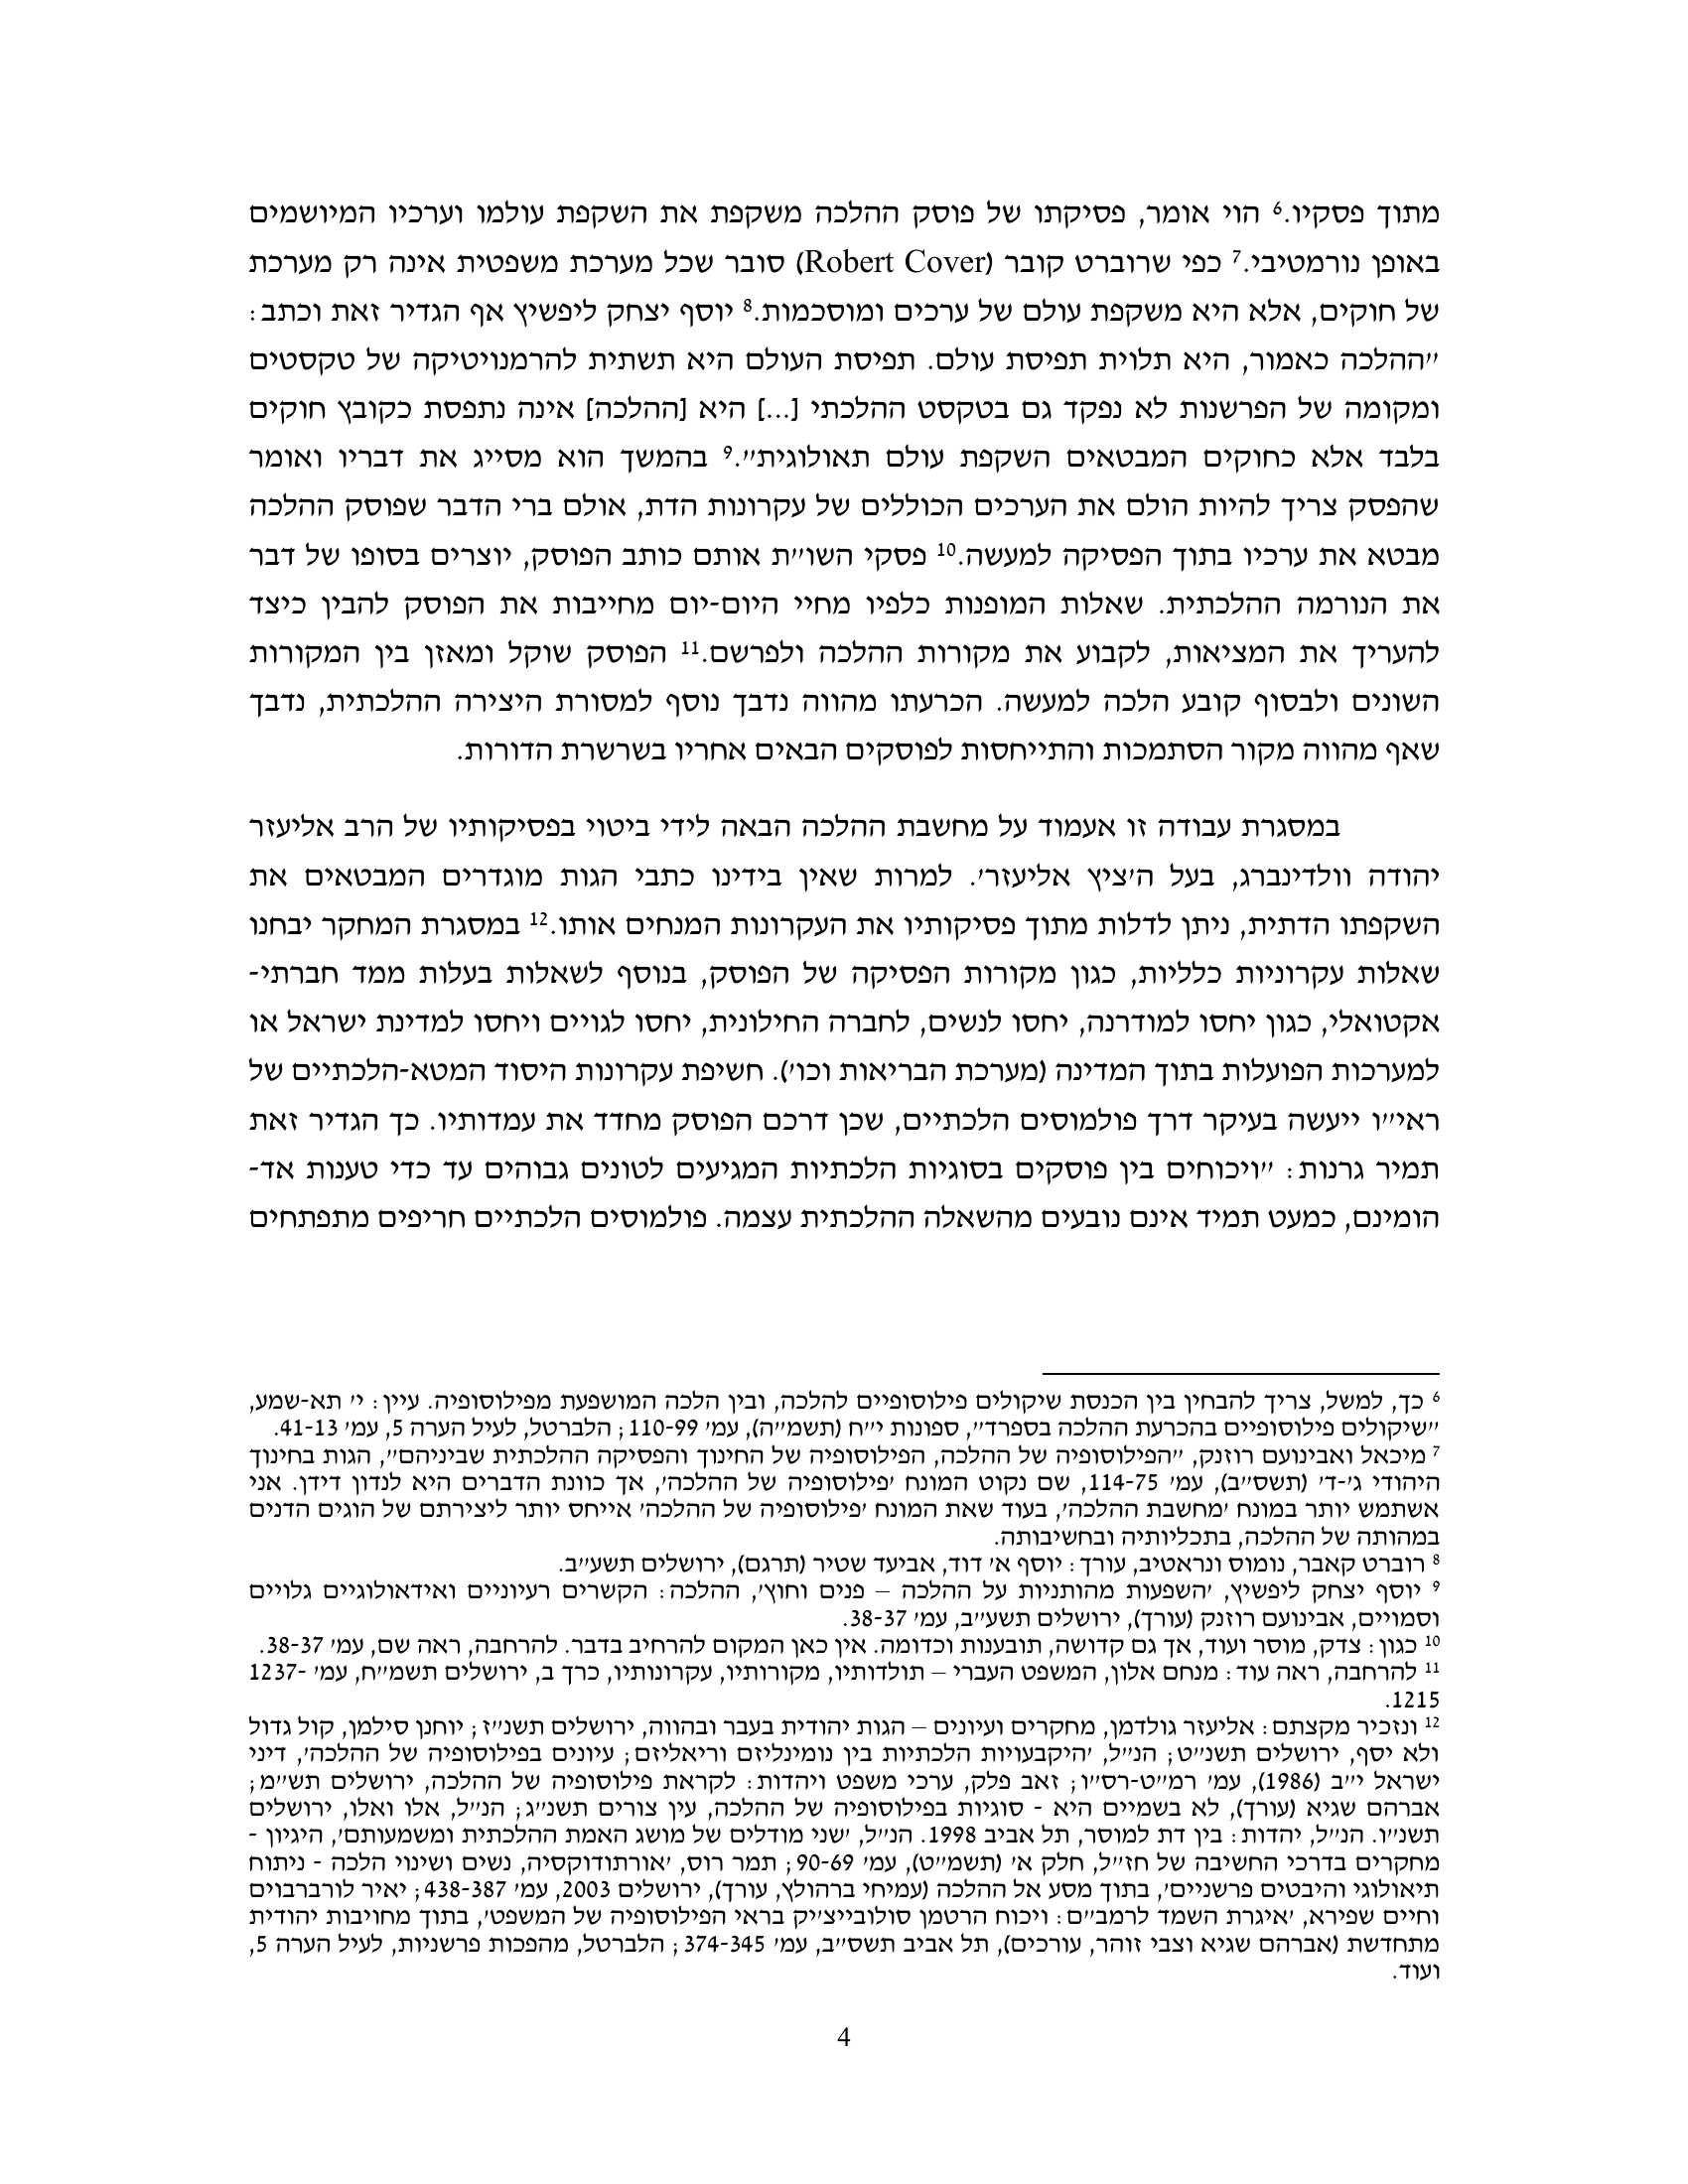 מתוך פסקיו.⁶ הוי אומר, פסיקתו של פוסק ההלכה משקפת את השקפת עולמו וערכיו המיושמים
באופן נורמטיבי.⁷ כפי שרוברט קובר (Robert Cover) סובר שכל מערכת משפטית אינה רק מערכת
של חוקים, אלא היא משקפת עולם של ערכים ומוסכמות.⁸ יוסף יצחק ליפשיץ אף הגדיר זאת וכתב:
"ההלכה כאמור, היא תלוית תפיסת עולם. תפיסת העולם היא תשתית להרמנויטיקה של טקסטים
ומקומה של הפרשנות לא נפקד גם בטקסט ההלכתי [...] היא [ההלכה] אינה נתפסת כקובץ חוקים
בלבד אלא כחוקים המבטאים השקפת עולם תאולוגית".⁹ בהמשך הוא מסייג את דבריו ואומר
שהפסק צריך להיות הולם את הערכים הכוללים של עקרונות הדת, אולם ברי הדבר שפוסק ההלכה
מבטא את ערכיו בתוך הפסיקה למעשה.¹⁰ פסקי השו"ת אותם כותב הפוסק, יוצרים בסופו של דבר
את הנורמה ההלכתית. שאלות המופנות כלפיו מחיי היום-יום מחייבות את הפוסק להבין כיצד
להעריך את המציאות, לקבוע את מקורות ההלכה ולפרשם.¹¹ הפוסק שוקל ומאזן בין המקורות
השונים ולבסוף קובע הלכה למעשה. הכרעתו מהווה נדבך נוסף למסורת היצירה ההלכתית, נדבך
שאף מהווה מקור הסתמכות והתייחסות לפוסקים הבאים אחריו בשרשרת הדורות.
במסגרת עבודה זו אעמוד על מחשבת ההלכה הבאה לידי ביטוי בפסיקותיו של הרב אליעזר
יהודה וולדינברג, בעל ה'ציץ אליעזר'. למרות שאין בידינו כתבי הגות מוגדרים המבטאים את
השקפתו הדתית, ניתן לדלות מתוך פסיקותיו את העקרונות המנחים אותו.¹² במסגרת המחקר יבחנו
שאלות עקרוניות כלליות, כגון מקורות הפסיקה של הפוסק, בנוסף לשאלות בעלות ממד חברתי-
אקטואלי, כגון יחסו למודרנה, יחסו לנשים, לחברה החילונית, יחסו לגויים ויחסו למדינת ישראל או
למערכות הפועלות בתוך המדינה (מערכת הבריאות וכו'). חשיפת עקרונות היסוד המטא-הלכתיים של
ראי"ו ייעשה בעיקר דרך פולמוסים הלכתיים, שכן דרכם הפוסק מחדד את עמדותיו. כך הגדיר זאת
תמיר גרנות: "ויכוחים בין פוסקים בסוגיות הלכתיות המגיעים לטונים גבוהים עד כדי טענות אד-
הומינם, כמעט תמיד אינם נובעים מהשאלה ההלכתית עצמה. פולמוסים הלכתיים חריפים מתפתחים
⁶ כך, למשל, צריך להבחין בין הכנסת שיקולים פילוסופיים להלכה, ובין הלכה המושפעת מפילוסופיה. עיין: י' תא-שמע,
"שיקולים פילוסופיים בהכרעת ההלכה בספרד", ספונות י"ח (תשמ"ה), עמ' 110-99; הלברטל, לעיל הערה 5, עמ' 41-13.
⁷ מיכאל ואבינועם רוזנק, "הפילוסופיה של ההלכה, הפילוסופיה של החינוך והפסיקה ההלכתית שביניהם", הגות בחינוך
היהודי ג'-ד' (תשס"ב), עמ' 114-75, שם נקוט המונח 'פילוסופיה של ההלכה', אך כוונת הדברים היא לנדון דידן. אני
אשתמש יותר במונח 'מחשבת ההלכה', בעוד שאת המונח 'פילוסופיה של ההלכה' אייחס יותר ליצירתם של הוגים הדנים
במהותה של ההלכה, בתכליותיה ובחשיבותה.
⁸ רוברט קאבר, נומוס ונראטיב, עורך: יוסף א' דוד, אביעד שטיר (תרגם), ירושלים תשע"ב.
⁹ יוסף יצחק ליפשיץ, 'השפעות מהותניות על ההלכה – פנים וחוץ', ההלכה: הקשרים רעיוניים ואידאולוגיים גלויים
וסמויים, אבינועם רוזנק (עורך), ירושלים תשע"ב, עמ' 38-37.
¹⁰ כגון: צדק, מוסר ועוד, אך גם קדושה, תובענות וכדומה. אין כאן המקום להרחיב בדבר. להרחבה, ראה שם, עמ' 38-37.
¹¹ להרחבה, ראה עוד: מנחם אלון, המשפט העברי – תולדותיו, מקורותיו, עקרונותיו, כרך ב, ירושלים תשמ"ח, עמ' 1237-
1215.
¹² ונזכיר מקצתם: אליעזר גולדמן, מחקרים ועיונים – הגות יהודית בעבר ובהווה, ירושלים תשנ"ז; יוחנן סילמן, קול גדול
ולא יסף, ירושלים תשנ"ט; הנ"ל, 'היקבעויות הלכתיות בין נומינליזם וריאליזם; עיונים בפילוסופיה של ההלכה', דיני
ישראל י"ב (1986), עמ' רמ"ט-רס"ו; זאב פלק, ערכי משפט ויהדות: לקראת פילוסופיה של ההלכה, ירושלים תש"מ;
אברהם שגיא (עורך), לא בשמיים היא - סוגיות בפילוסופיה של ההלכה, עין צורים תשנ"ג; הנ"ל, אלו ואלו, ירושלים
תשנ"ו. הנ"ל, יהדות: בין דת למוסר, תל אביב 1998. הנ"ל, 'שני מודלים של מושג האמת ההלכתית ומשמעותם', היגיון -
מחקרים בדרכי החשיבה של חז"ל, חלק א' (תשמ"ט), עמ' 90-69; תמר רוס, 'אורתודוקסיה, נשים ושינוי הלכה - ניתוח
תיאולוגי והיבטים פרשניים', בתוך מסע אל ההלכה (עמיחי ברהולץ, עורך), ירושלים 2003, עמ' 438-387; יאיר לורברבוים
וחיים שפירא, 'איגרת השמד לרמב"ם: ויכוח הרטמן סולובייצ'יק בראי הפילוסופיה של המשפט', בתוך מחויבות יהודית
מתחדשת (אברהם שגיא וצבי זוהר, עורכים), תל אביב תשס"ב, עמ' 374-345; הלברטל, מהפכות פרשניות, לעיל הערה 5,
ועוד.
4